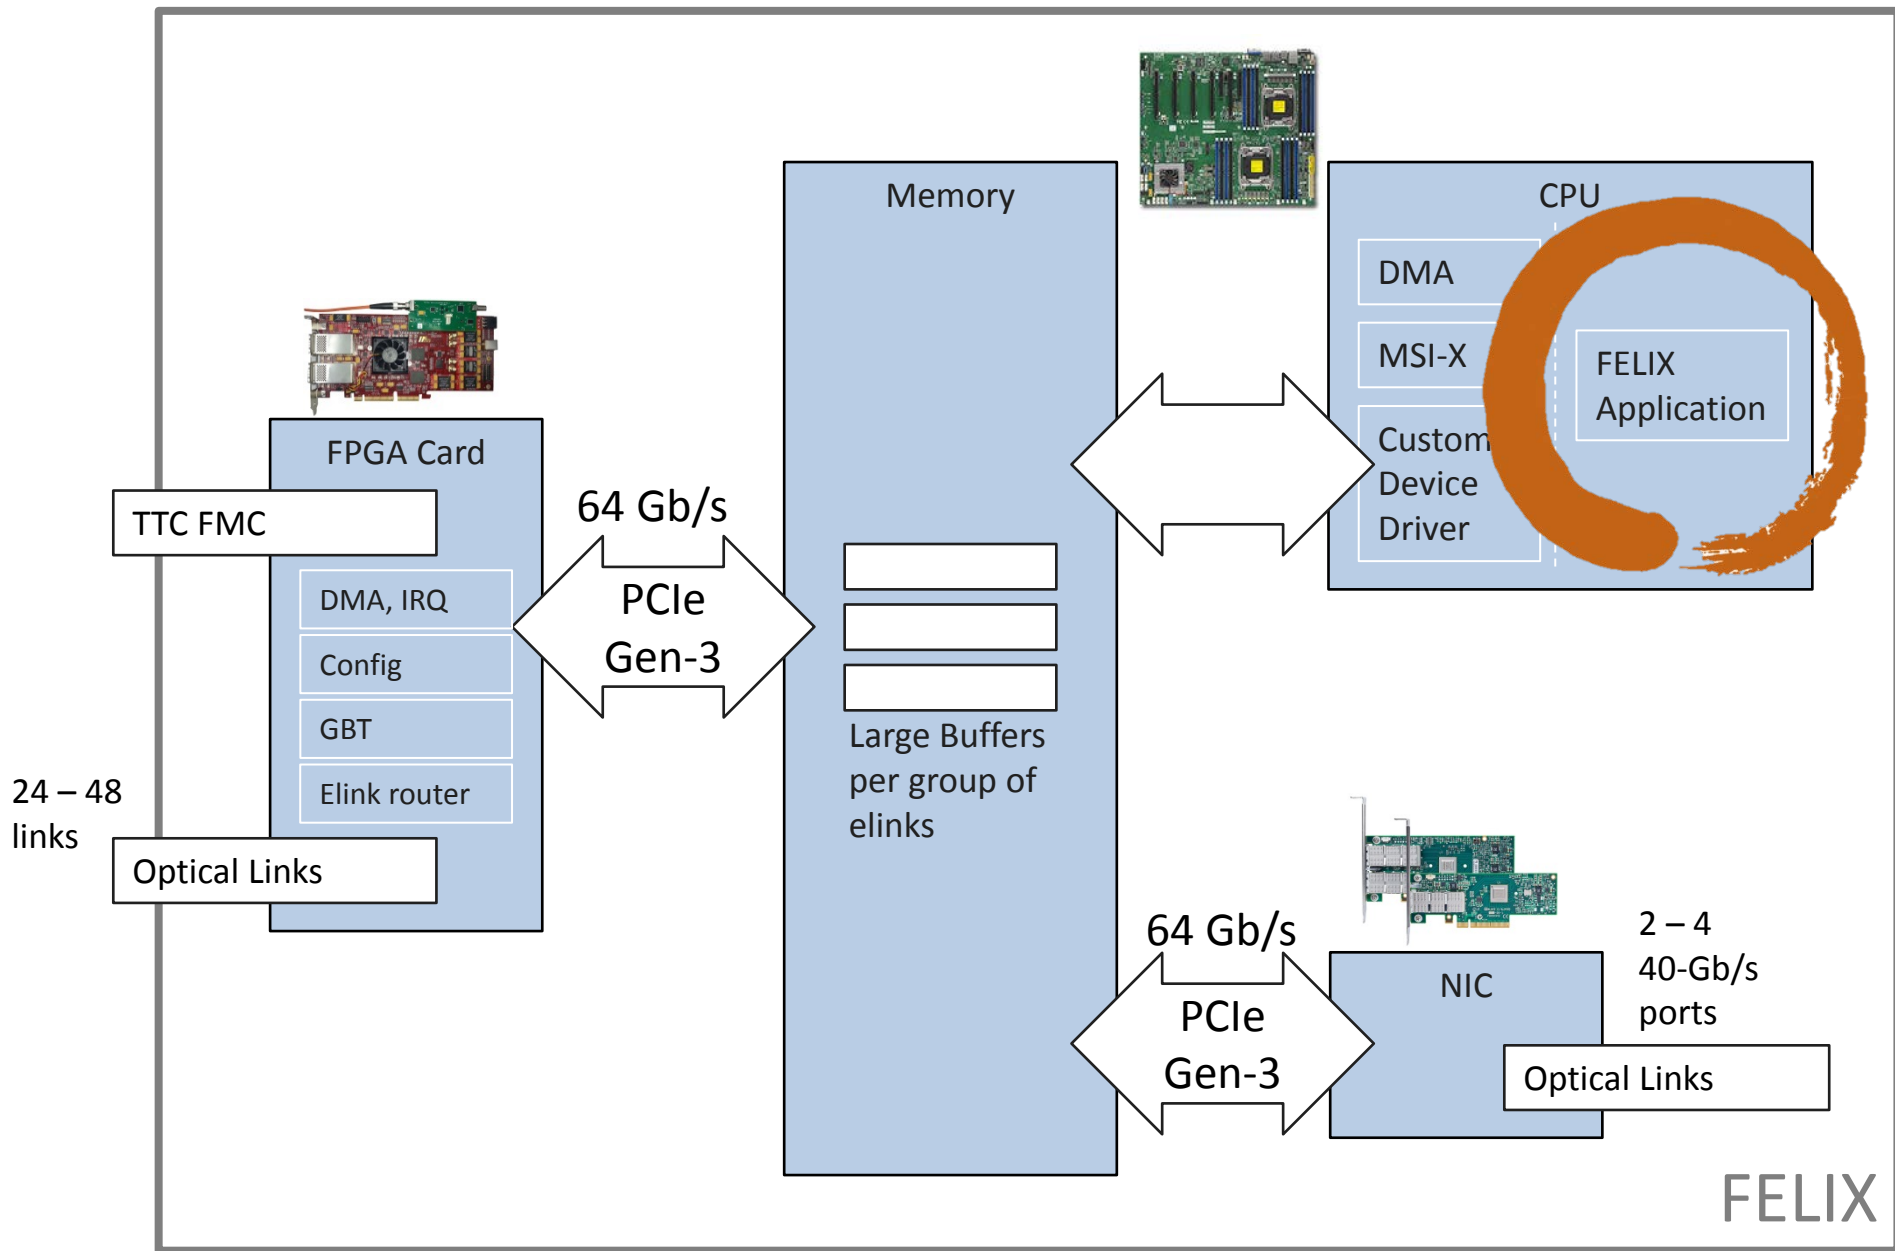 Memory
CPU
DMA
MSI-X
Custom
Device
Driver
FELIX
Application
FPGA Card
TTC FMC
DMA, IRQ
Config
GBT
Elink router
24 – 48
links
Optical Links
64 Gb/s
PCIe
Gen-3
Large Buffers
per group of
elinks
64 Gb/s
PCIe
Gen-3
NIC
2 – 4
40-Gb/s
ports
Optical Links
FELIX